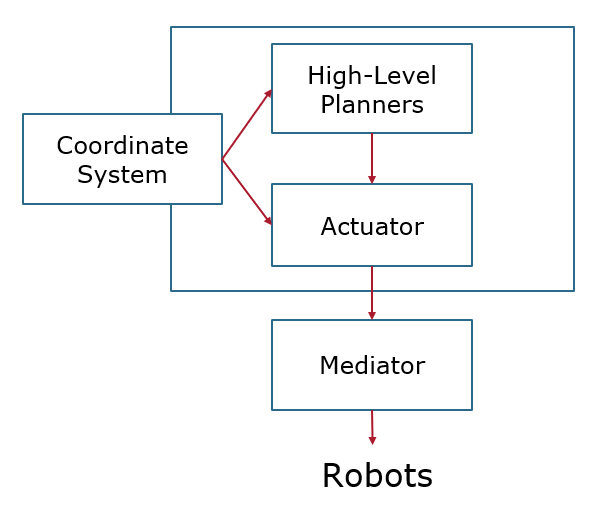 High-Level
Planners
Coordinate
System
Actuator
Mediator
Robots